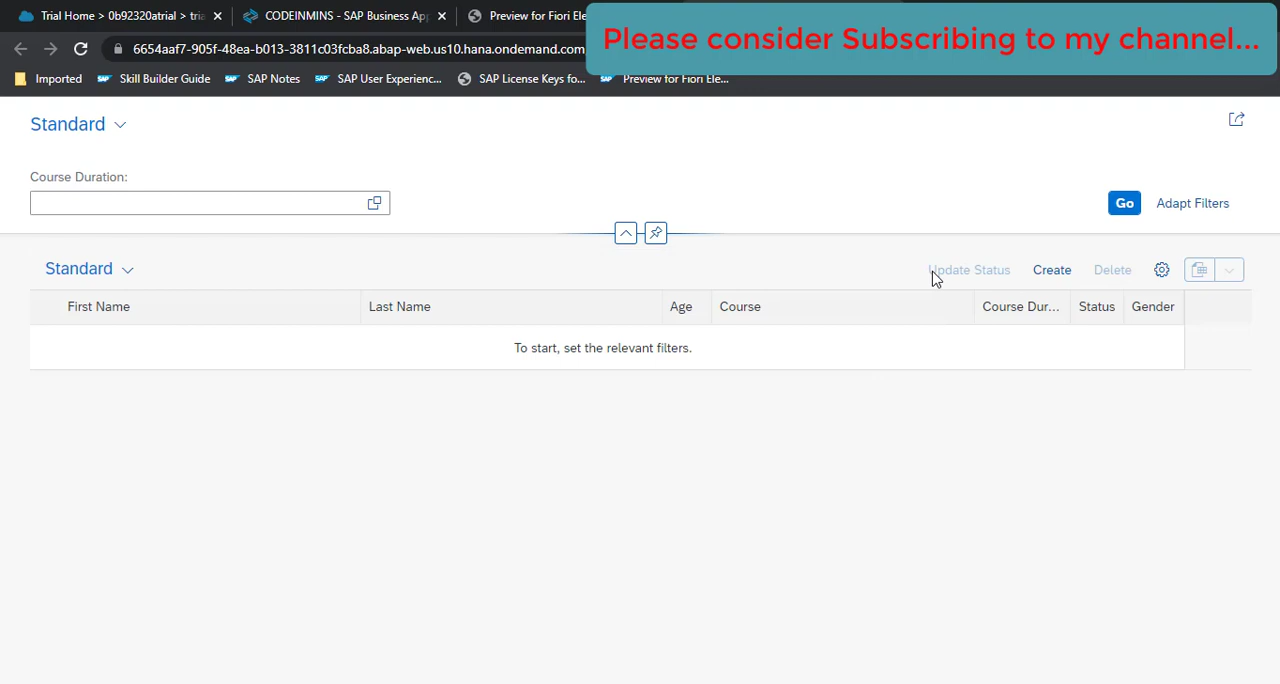 Trial Home > 0b92320atrial > tria
CODEINMINS - SAP Business App
Preview for Fiori Ele
Please consider Subscribing to my channel...
6654aaf7-905f-48ea-b013-3811c03fcba8.abap-web.us10.hana.ondemand.com
Imported
Skill Builder Guide
SAP Notes
SAP User Experienc...
SAP License Keys fo...
Preview for Fiori Ele...
Standard
Course Duration:
Go
Adapt Filters
Standard
Update Status
Create
Delete
First Name
Last Name
Age
Course
Course Dur...
Status
Gender
To start, set the relevant filters.